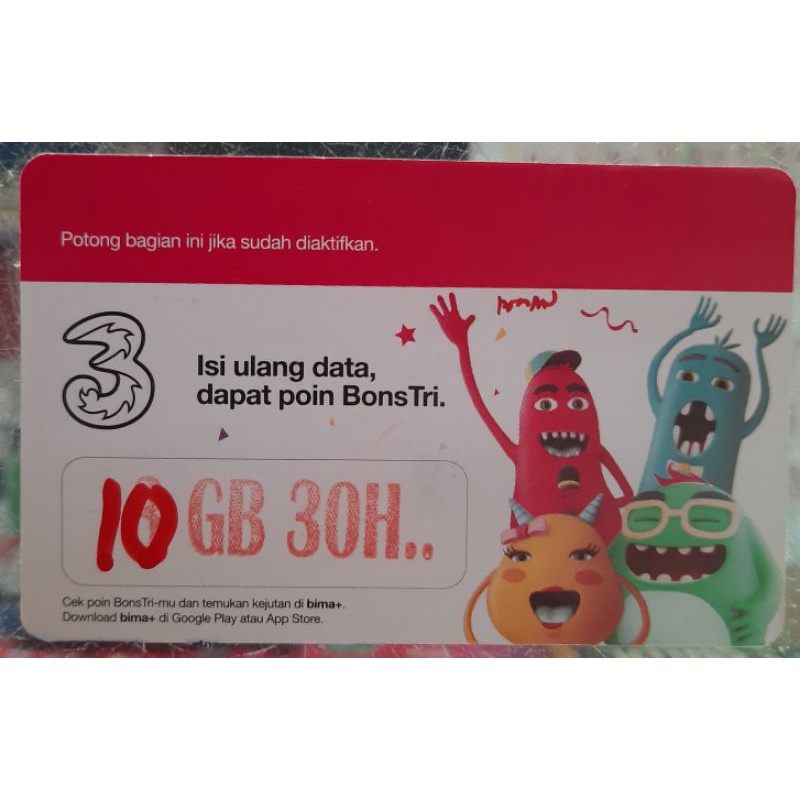 Potong bagian ini jika sudah diaktifkan.
3
Isi ulang data,
dapat poin BonsTri.
10 GB 30H..
Cek poin BonsTri-mu dan temukan kejutan di bima+.
Download bima+ di Google Play atau App Store.